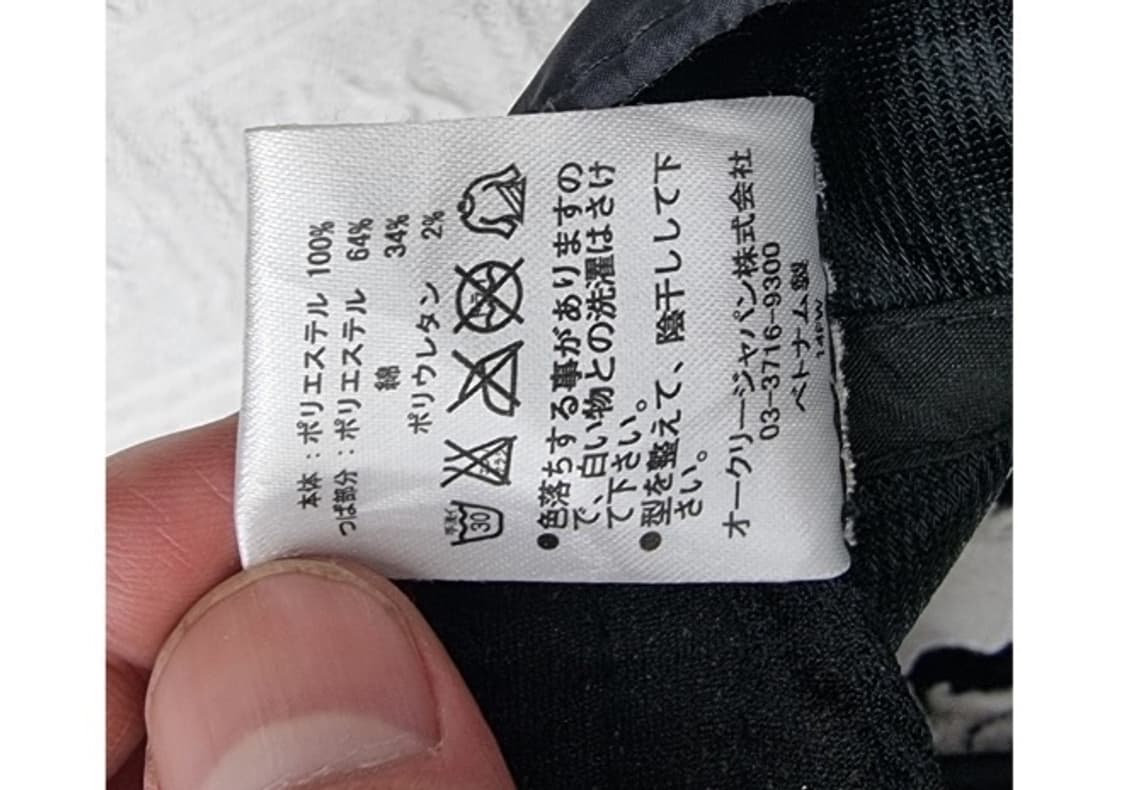 本体：ポリエステル 100%
つば部分：ポリエステル 64%
綿 34%
ポリウレタン 2%
手洗イ 30
●色落ちする事がありますの
で、白い物との洗濯はさけ
て下さい。
●型を整えて、陰干しして下
さい。
オークリージャパン株式会社
03-3716-9300
ベトナム製